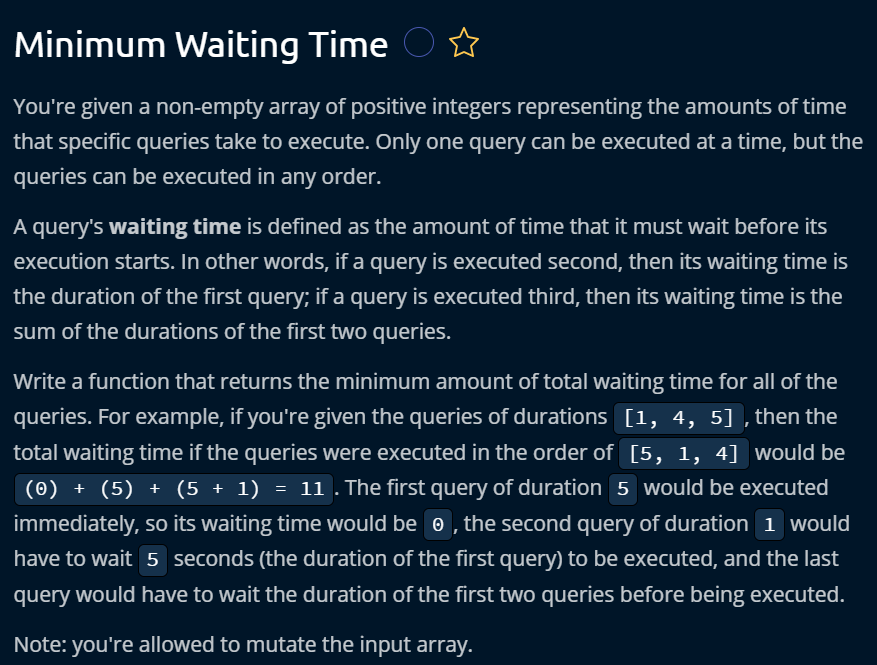 Minimum Waiting Time
You're given a non-empty array of positive integers representing the amounts of time
that specific queries take to execute. Only one query can be executed at a time, but the
queries can be executed in any order.
A query's waiting time is defined as the amount of time that it must wait before its
execution starts. In other words, if a query is executed second, then its waiting time is
the duration of the first query; if a query is executed third, then its waiting time is the
sum of the durations of the first two queries.
Write a function that returns the minimum amount of total waiting time for all of the
queries. For example, if you're given the queries of durations [1, 4, 5], then the
total waiting time if the queries were executed in the order of [5, 1, 4] would be
(0) + (5) + (5 + 1) = 11. The first query of duration 5 would be executed
immediately, so its waiting time would be 0, the second query of duration 1 would
have to wait 5 seconds (the duration of the first query) to be executed, and the last
query would have to wait the duration of the first two queries before being executed.
Note: you're allowed to mutate the input array.